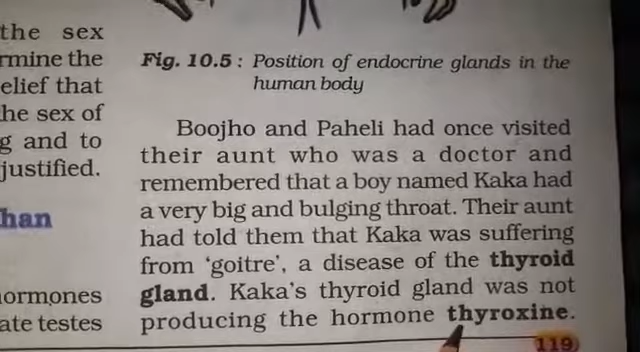 the sex
rmine the
elief that
he sex of
g and to
justified.
han
ormones
ate testes
Fig. 10.5 : Position of endocrine glands in the
human body
Boojho and Paheli had once visited
their aunt who was a doctor and
remembered that a boy named Kaka had
a very big and bulging throat. Their aunt
had told them that Kaka was suffering
from ‘goitre’, a disease of the thyroid
gland. Kaka’s thyroid gland was not
producing the hormone thyroxine.
119